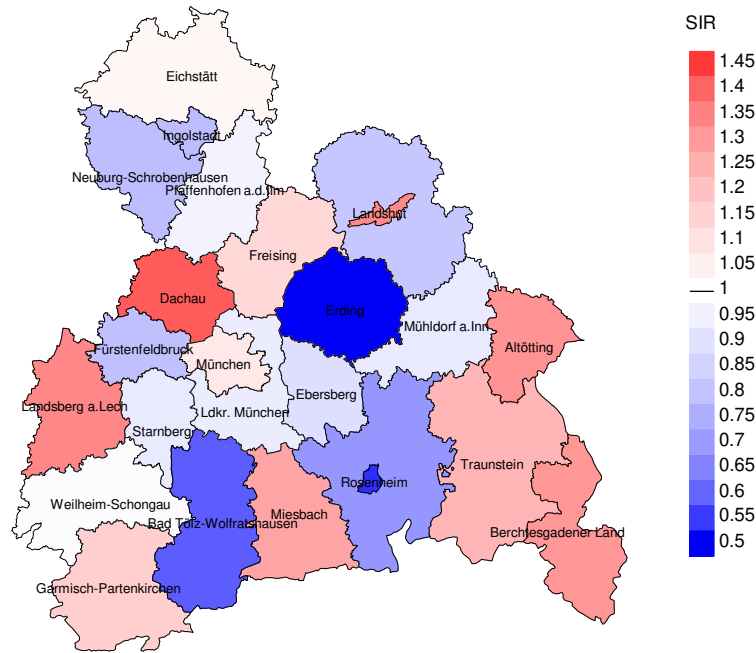 SIR
Eichstätt
Ingolstadt
Neuburg-Schrobenhausen
Pfaffenhofen a.d.Ilm
Landshut
Freising
Dachau
Erding
Mühldorf a.Inn
Altötting
Fürstenfeldbruck
München
Landsberg a.Lech
Starnberg
Ldkr. München
Ebersberg
Traunstein
Rosenheim
Weilheim-Schongau
Bad Tölz-Wolfratshausen
Miesbach
Berchtesgadener Land
Garmisch-Partenkirchen
1.45
1.4
1.35
1.3
1.25
1.2
1.15
1.1
1.05
1
0.95
0.9
0.85
0.8
0.75
0.7
0.65
0.6
0.55
0.5